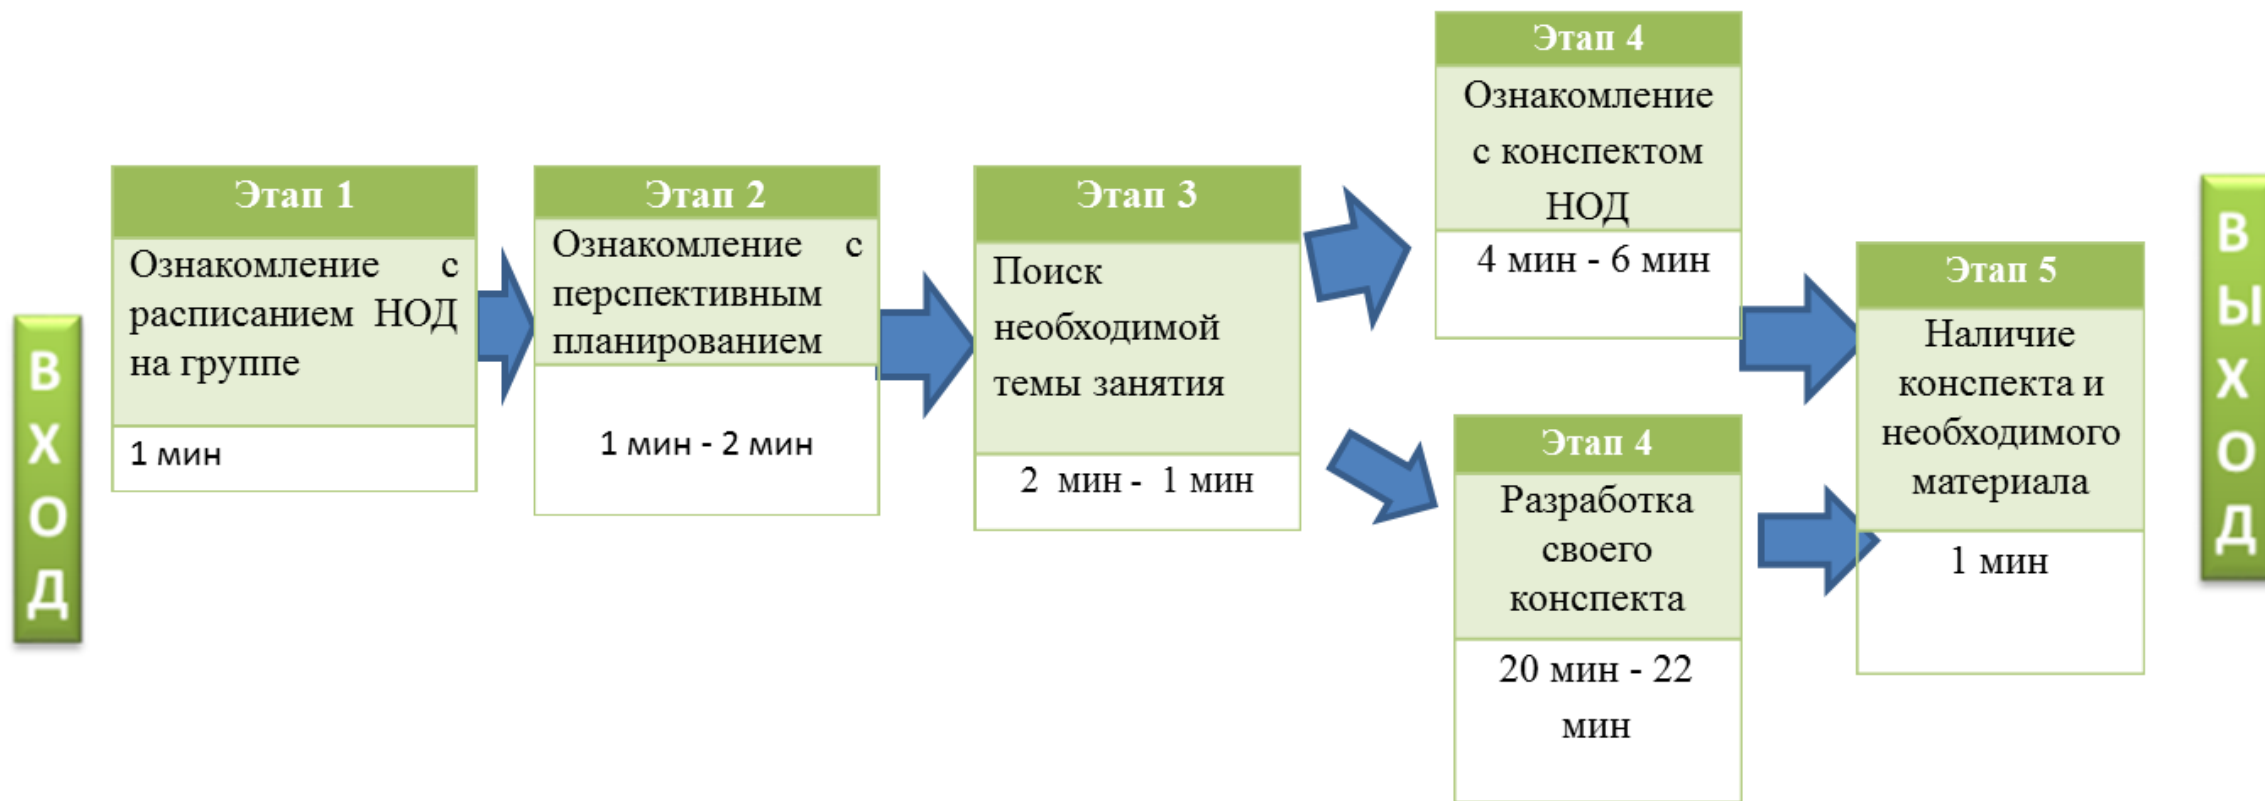 ВХОД
Этап 1
Ознакомление с
расписанием НОД
на группе
1 мин
Этап 2
Ознакомление с
перспективным
планированием
1 мин - 2 мин
Этап 3
Поиск
необходимой
темы занятия
2 мин - 1 мин
Этап 4
Ознакомление
с конспектом
НОД
4 мин - 6 мин
Этап 4
Разработка
своего
конспекта
20 мин - 22
мин
Этап 5
Наличие
конспекта и
необходимого
материала
1 мин
ВЫХОД